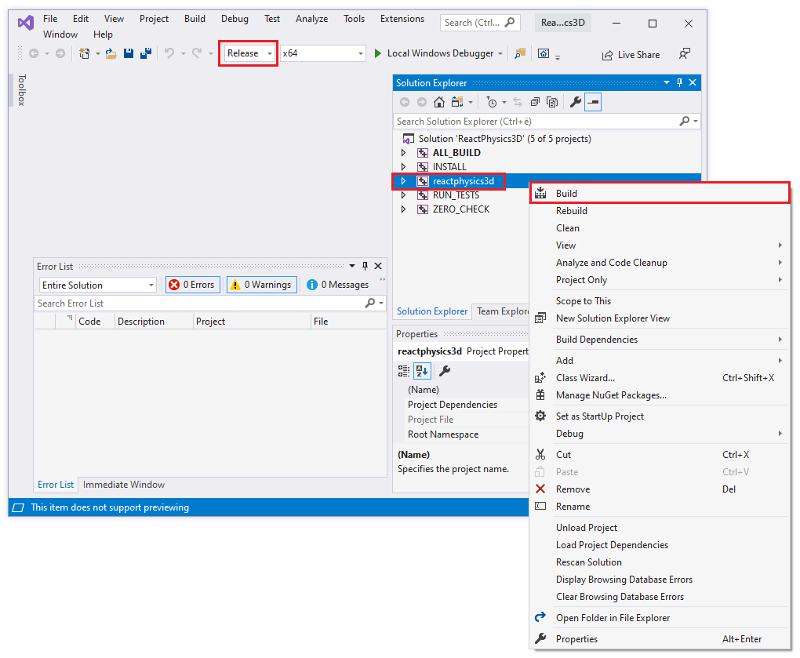 File Edit View Project Build Debug Test Analyze Tools Extensions Search (Ctrl... Rea...cs3D
Window Help
Release x64 Local Windows Debugger Live Share
Toolbox
Solution Explorer
Search Solution Explorer (Ctrl+è)
Solution 'ReactPhysics3D' (5 of 5 projects)
ALL_BUILD
INSTALL
reactphysics3d
RUN_TESTS
ZERO_CHECK
Error List
Entire Solution 0 Errors 0 Warnings 0 Messages
Search Error List
Code Description Project File
Error List Immediate Window
Solution Explorer Team Explore
Properties
reactphysics3d Project Propert
(Name)
Project Dependencies
Project File
Root Namespace
(Name)
Specifies the project name.
This item does not support previewing
Build
Rebuild
Clean
View
Analyze and Code Cleanup
Project Only
Scope to This
New Solution Explorer View
Build Dependencies
Add
Class Wizard... Ctrl+Shift+X
Manage NuGet Packages...
Set as StartUp Project
Debug
Cut Ctrl+X
Paste Ctrl+V
Remove Del
Rename
Unload Project
Load Project Dependencies
Rescan Solution
Display Browsing Database Errors
Clear Browsing Database Errors
Open Folder in File Explorer
Properties Alt+Enter